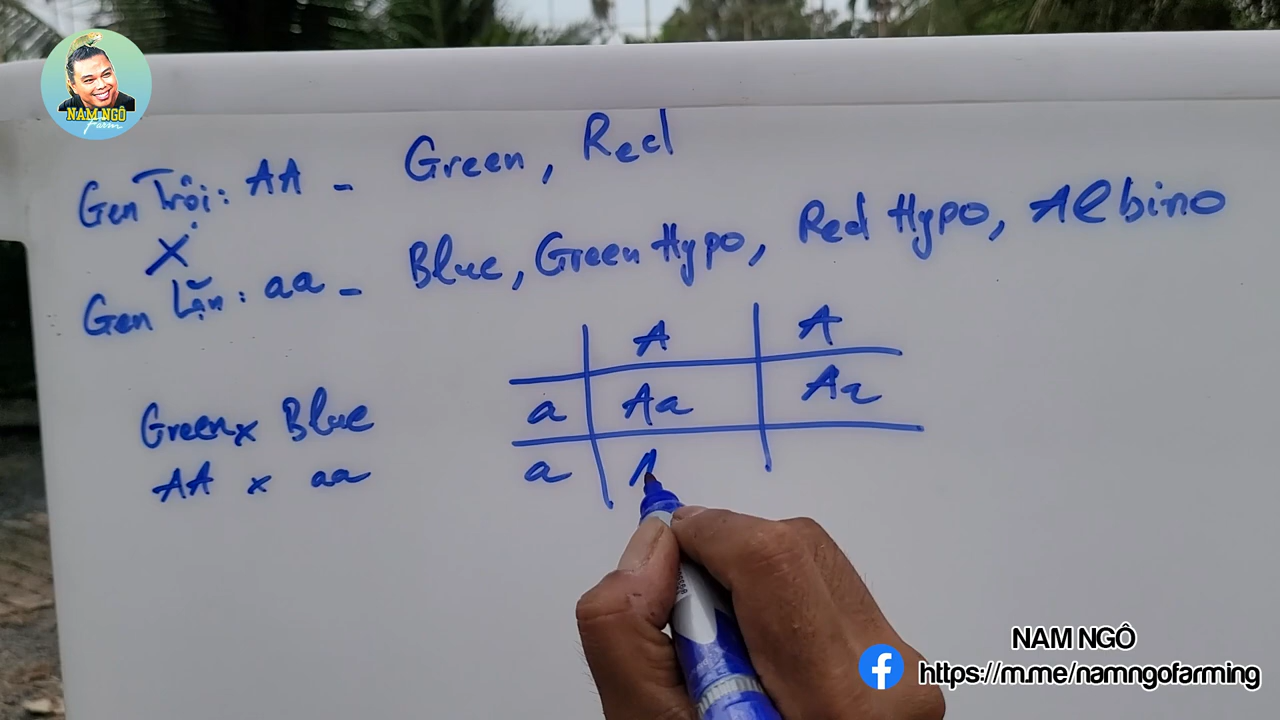 NAM NGÔ
Farm
Gen Trội: AA - Green, Red
X
Gen Lặn: aa - Blue, Green Hypo, Red Hypo, Albino
A A
Green x Blue a Aa Aa
AA x aa a A
NAM NGÔ
https://m.me/namngofarming